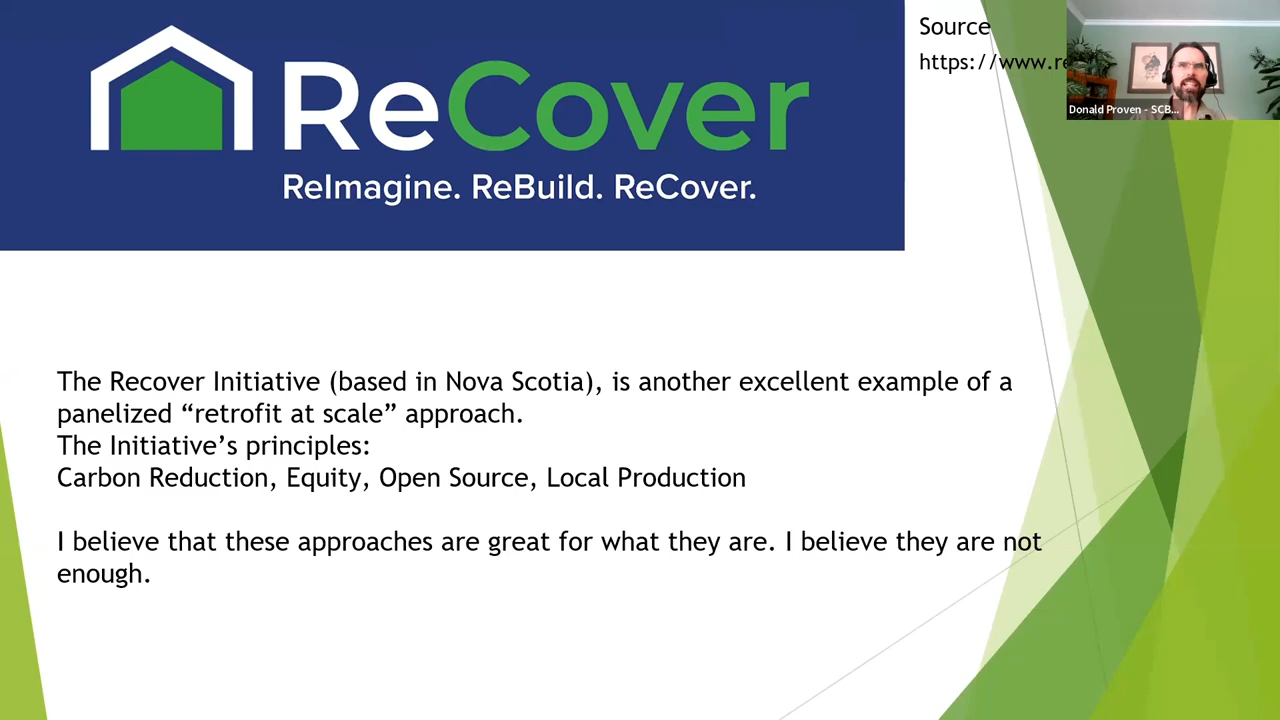 ReCover
ReImagine. ReBuild. ReCover.
Source
https://www.re
Donald Proven - SCB...
The Recover Initiative (based in Nova Scotia), is another excellent example of a
panelized “retrofit at scale” approach.
The Initiative’s principles:
Carbon Reduction, Equity, Open Source, Local Production
I believe that these approaches are great for what they are. I believe they are not
enough.